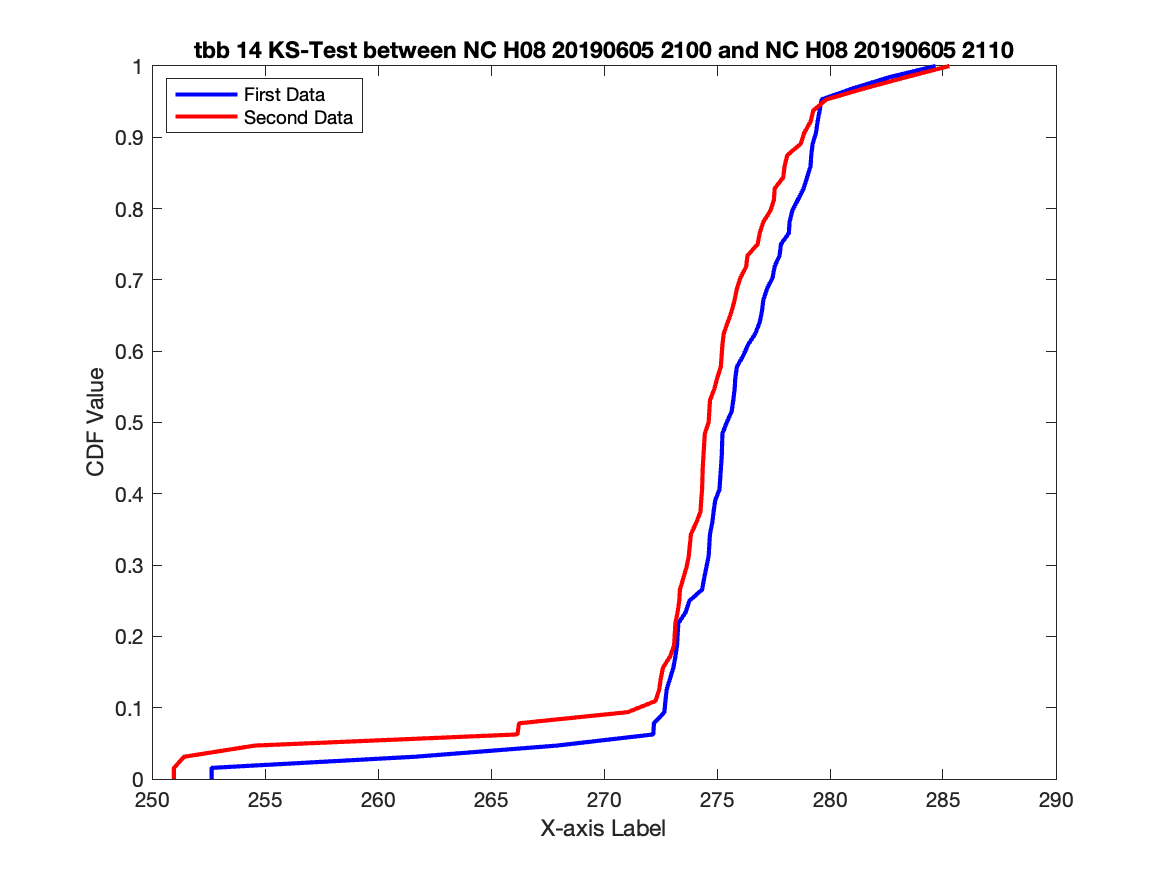 tbb 14 KS-Test between NC H08 20190605 2100 and NC H08 20190605 2110
First Data
Second Data
1
0.9
0.8
0.7
0.6
0.5
0.4
0.3
0.2
0.1
0
CDF Value
250 255 260 265 270 275 280 285 290
X-axis Label